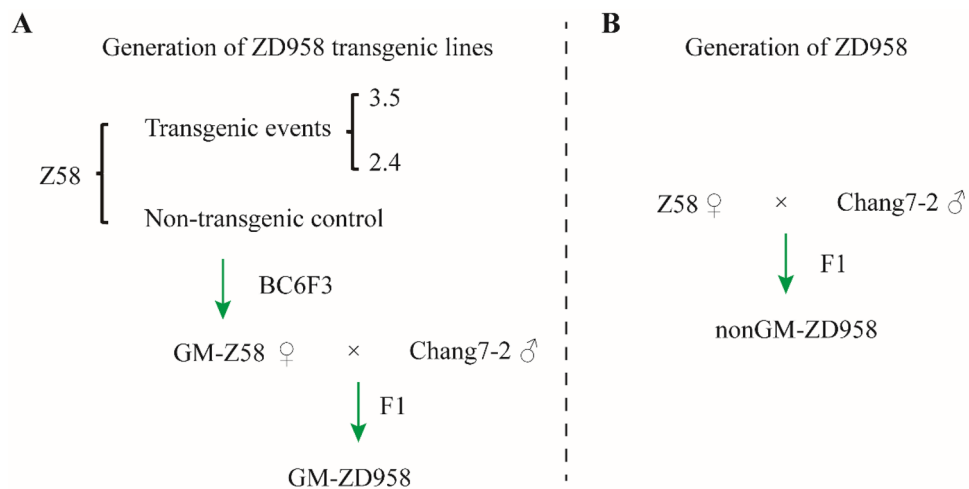 A
Generation of ZD958 transgenic lines
3.5
Transgenic events
2.4
Z58
Non-transgenic control
BC6F3
GM-Z58 ♀ × Chang7-2 ♂
F1
GM-ZD958
B
Generation of ZD958
Z58 ♀ × Chang7-2 ♂
F1
nonGM-ZD958